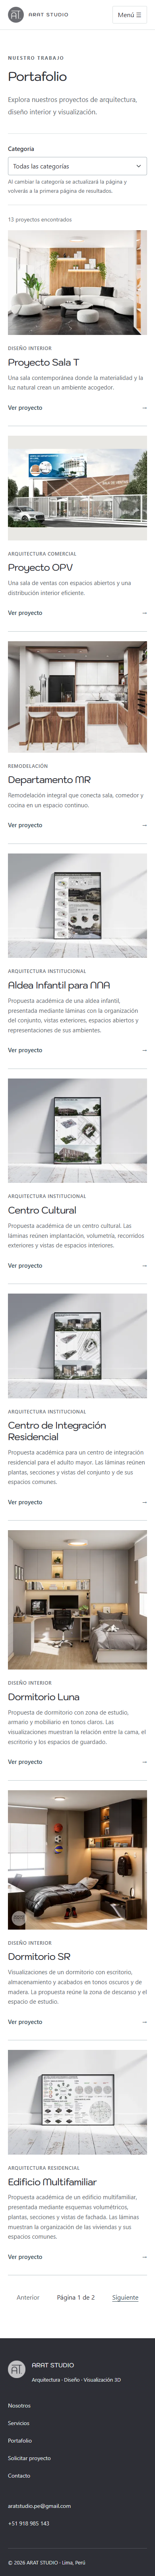 ARAT STUDIO
Menú ☰
NUESTRO TRABAJO
Portafolio
Explora nuestros proyectos de arquitectura,
diseño interior y visualización.
Categoría
Todas las categorías
Al cambiar la categoría se actualizará la página y
volverás a la primera página de resultados.
13 proyectos encontrados
DISEÑO INTERIOR
Proyecto Sala T
Una sala contemporánea donde la materialidad y la
luz natural crean un ambiente acogedor.
Ver proyecto →
ARQUITECTURA COMERCIAL
Proyecto OPV
Una sala de ventas con espacios abiertos y una
distribución interior eficiente.
Ver proyecto →
REMODELACIÓN
Departamento MR
Remodelación integral que conecta sala, comedor y
cocina en un espacio continuo.
Ver proyecto →
ARQUITECTURA INSTITUCIONAL
Aldea Infantil para NNA
Propuesta académica de una aldea infantil,
presentada mediante láminas con la organización
del conjunto, vistas exteriores, espacios abiertos y
representaciones de sus ambientes.
Ver proyecto →
ARQUITECTURA INSTITUCIONAL
Centro Cultural
Propuesta académica de un centro cultural. Las
láminas reúnen implantación, volumetría, recorridos
exteriores y vistas de espacios interiores.
Ver proyecto →
ARQUITECTURA INSTITUCIONAL
Centro de Integración
Residencial
Propuesta académica para un centro de integración
residencial para el adulto mayor. Las láminas reúnen
plantas, secciones y vistas del conjunto y de sus
espacios comunes.
Ver proyecto →
DISEÑO INTERIOR
Dormitorio Luna
Propuesta de dormitorio con zona de estudio,
armario y mobiliario en tonos claros. Las
visualizaciones muestran la relación entre la cama, el
escritorio y los espacios de guardado.
Ver proyecto →
DISEÑO INTERIOR
Dormitorio SR
Visualizaciones de un dormitorio con escritorio,
almacenamiento y acabados en tonos oscuros y de
madera. La propuesta reúne la zona de descanso y el
espacio de estudio.
Ver proyecto →
ARQUITECTURA RESIDENCIAL
Edificio Multifamiliar
Propuesta académica de un edificio multifamiliar,
presentada mediante esquemas volumétricos,
plantas, secciones y vistas de fachada. Las láminas
muestran la organización de las viviendas y sus
espacios comunes.
Ver proyecto →
Anterior Página 1 de 2 Siguiente
ARAT STUDIO
Arquitectura · Diseño · Visualización 3D
Nosotros
Servicios
Portafolio
Solicitar proyecto
Contacto
aratstudio.pe@gmail.com
+51 918 985 143
© 2026 ARAT STUDIO · Lima, Perú